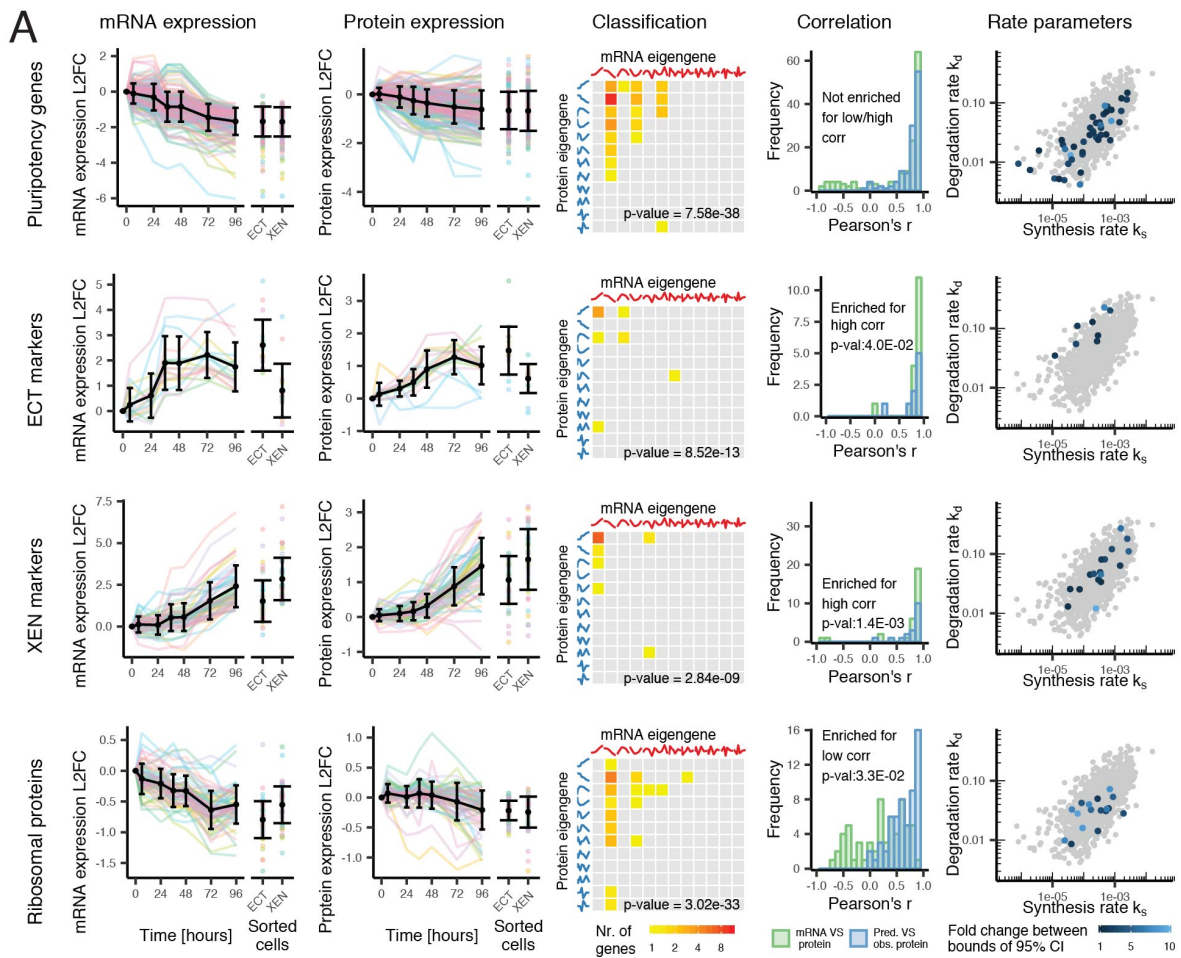 A
mRNA expression
Protein expression
Classification
Correlation
Rate parameters
Pluripotency genes
mRNA expression L2FC
2
0
-2
-4
-6
0 24 48 72 96
ECT
XEN
Protein expression L2FC
2
0
-2
-4
0 24 48 72 96
ECT
XEN
mRNA eigengene
Protein eigengene
p-value = 7.58e-38
Frequency
60
40
20
0
Not enriched
for low/high
corr
-1.0 0.0 1.0
Pearson's r
Degradation rate kd
0.10
0.01
1e-05 1e-03
Synthesis rate ks
ECT markers
mRNA expression L2FC
5
4
3
2
1
0
0 24 48 72 96
ECT
XEN
Protein expression L2FC
3
2
1
0
-1
0 24 48 72 96
ECT
XEN
mRNA eigengene
Protein eigengene
p-value = 8.52e-13
Frequency
10.0
7.5
5.0
2.5
0.0
Enriched for
high corr
p-val:4.0E-02
-1.0 0.0 1.0
Pearson's r
Degradation rate kd
0.10
0.01
1e-05 1e-03
Synthesis rate ks
XEN markers
mRNA expression L2FC
7.5
5.0
2.5
0.0
0 24 48 72 96
ECT
XEN
Protein expression L2FC
3
2
1
0
-1
0 24 48 72 96
ECT
XEN
mRNA eigengene
Protein eigengene
p-value = 2.84e-09
Frequency
30
20
10
0
Enriched for
high corr
p-val:1.4E-03
-1.0 0.0 1.0
Pearson's r
Degradation rate kd
0.10
0.01
1e-05 1e-03
Synthesis rate ks
Ribosomal proteins
mRNA expression L2FC
0.5
0.0
-0.5
-1.0
-1.5
0 24 48 72 96
ECT
XEN
Time [hours]
Sorted
cells
Prptein expression L2FC
1.0
0.5
0.0
-0.5
-1.0
0 24 48 72 96
ECT
XEN
Time [hours]
Sorted
cells
mRNA eigengene
Protein eigengene
p-value = 3.02e-33
Nr. of
genes
1 2 4 8
Frequency
16
12
8
4
0
Enriched for
low corr
p-val:3.3E-02
-1.0 0.0 1.0
Pearson's r
mRNA VS
protein
Pred. VS
obs. protein
Degradation rate kd
0.10
0.01
1e-05 1e-03
Synthesis rate ks
Fold change between
bounds of 95% CI
1 5 10